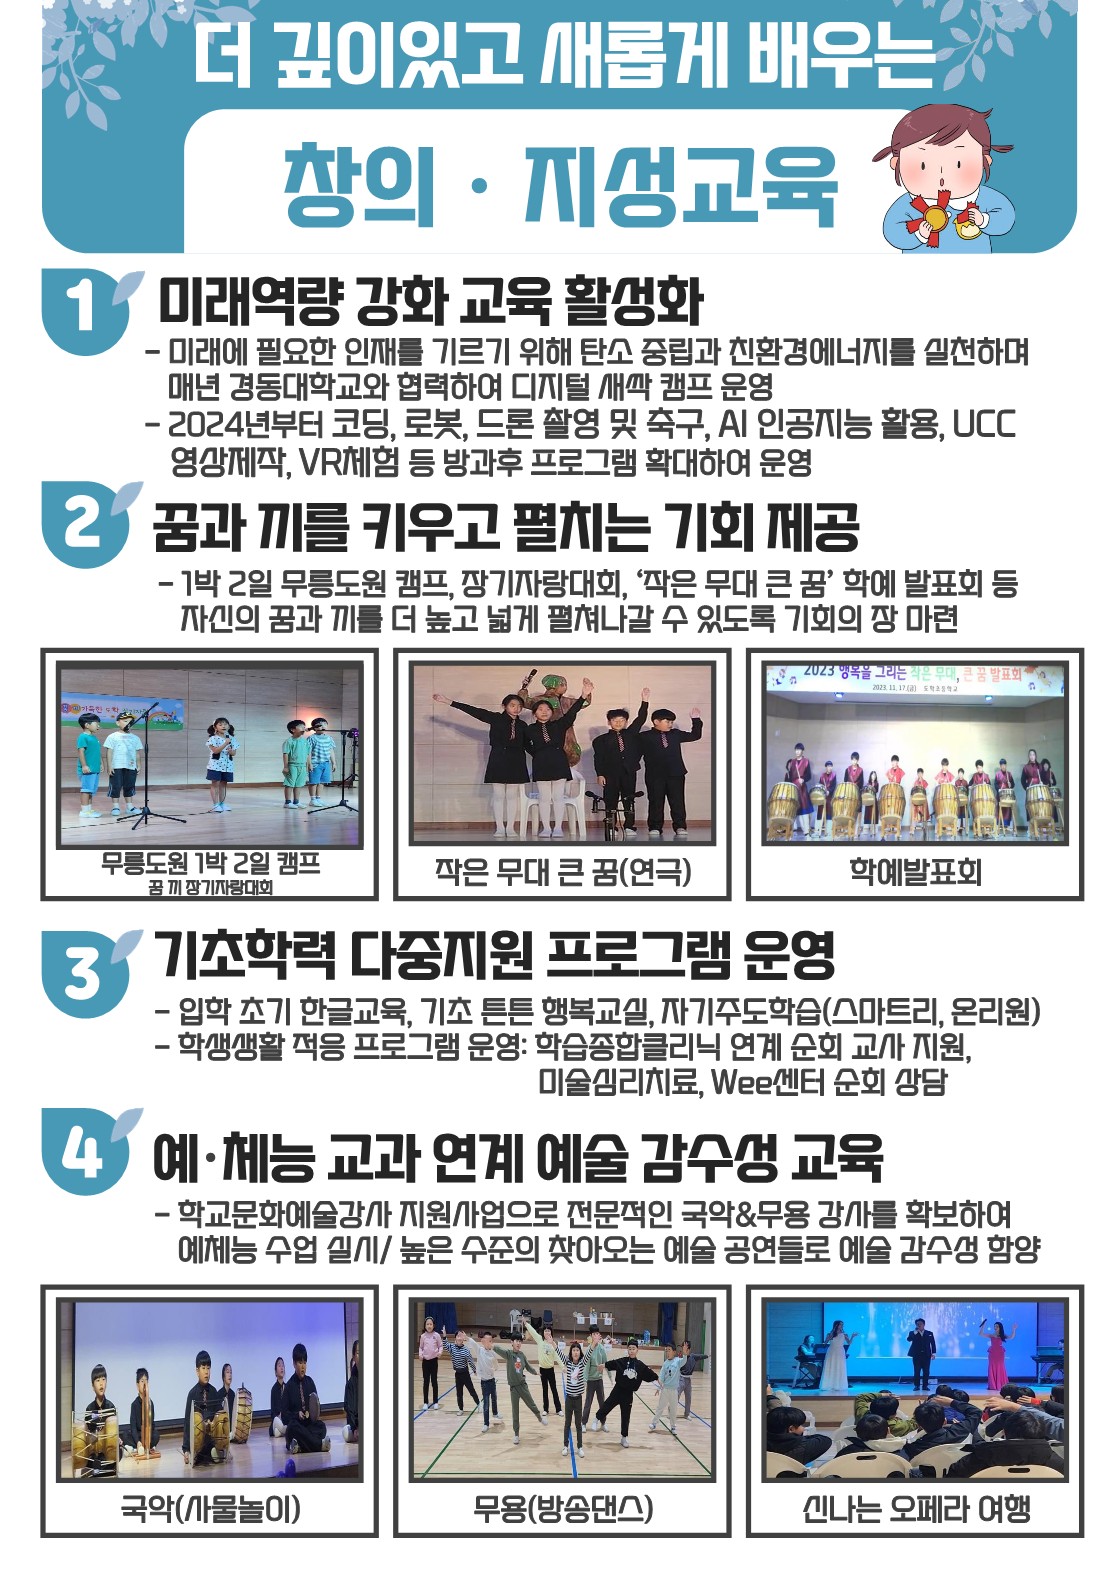 더 깊이있고 새롭게 배우는
창의 · 지성교육
1 미래역량 강화 교육 활성화
- 미래에 필요한 인재를 기르기 위해 탄소 중립과 친환경에너지를 실천하며
매년 경동대학교와 협력하여 디지털 새싹 캠프 운영
- 2024년부터 코딩, 로봇, 드론 촬영 및 축구, AI 인공지능 활용, UCC
영상제작, VR체험 등 방과후 프로그램 확대하여 운영
2 꿈과 끼를 키우고 펼치는 기회 제공
- 1박 2일 무릉도원 캠프, 장기자랑대회, ‘작은 무대 큰 꿈’ 학예 발표회 등
자신의 꿈과 끼를 더 높고 넓게 펼쳐나갈 수 있도록 기회의 장 마련
2023 행복을 그리는 작은 무대, 큰 꿈 발표회
2023. 11. 17.(금) 도학초등학교
무릉도원 1박 2일 캠프
꿈 끼 장기자랑대회
작은 무대 큰 꿈(연극)
학예발표회
3 기초학력 다중지원 프로그램 운영
- 입학 초기 한글교육, 기초 튼튼 행복교실, 자기주도학습(스마트리, 온리원)
- 학생생활 적응 프로그램 운영: 학습종합클리닉 연계 순회 교사 지원,
미술심리치료, Wee센터 순회 상담
4 예·체능 교과 연계 예술 감수성 교육
- 학교문화예술강사 지원사업으로 전문적인 국악&무용 강사를 확보하여
예체능 수업 실시/ 높은 수준의 찾아오는 예술 공연들로 예술 감수성 함양
국악(사물놀이)
무용(방송댄스)
신나는 오페라 여행